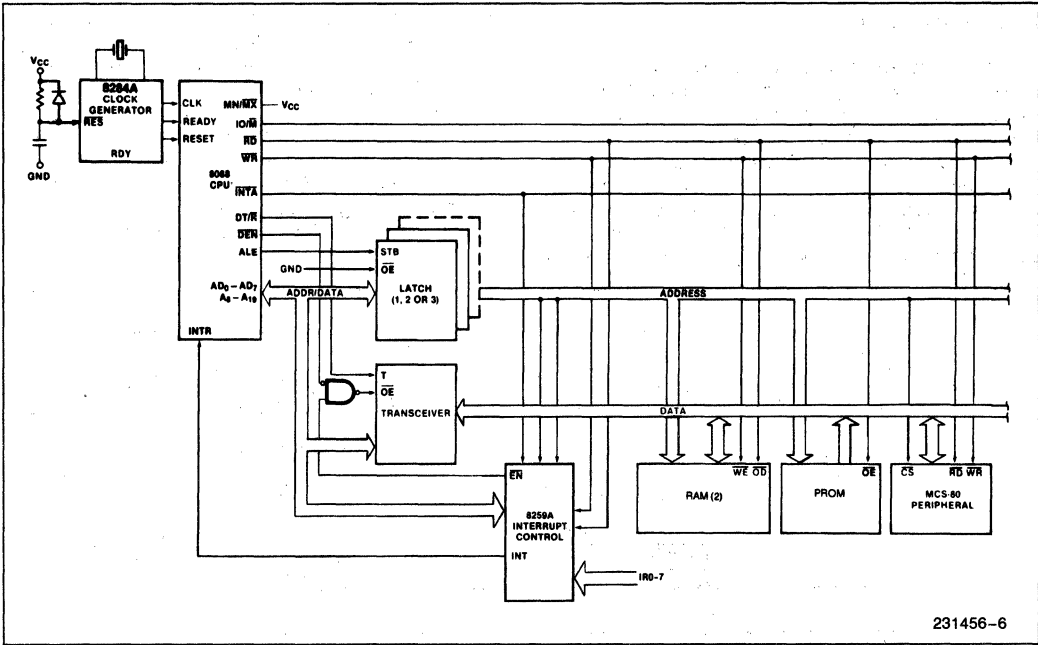 VCC
8284A
CLOCK
GENERATOR
RES
RDY
GND
CLK
READY
RESET
8088
CPU
MN/MX
VCC
IO/M
RD
WR
INTA
DT/R
DEN
ALE
AD0 – AD7
A8 – A19
INTR
STB
GND
OE
LATCH
(1, 2 OR 3)
ADDR/DATA
ADDRESS
T
OE
TRANSCEIVER
DATA
EN
8259A
INTERRUPT
CONTROL
INT
IR0-7
WE OD
RAM (2)
OE
PROM
CS RD WR
MCS-80
PERIPHERAL
231456–6